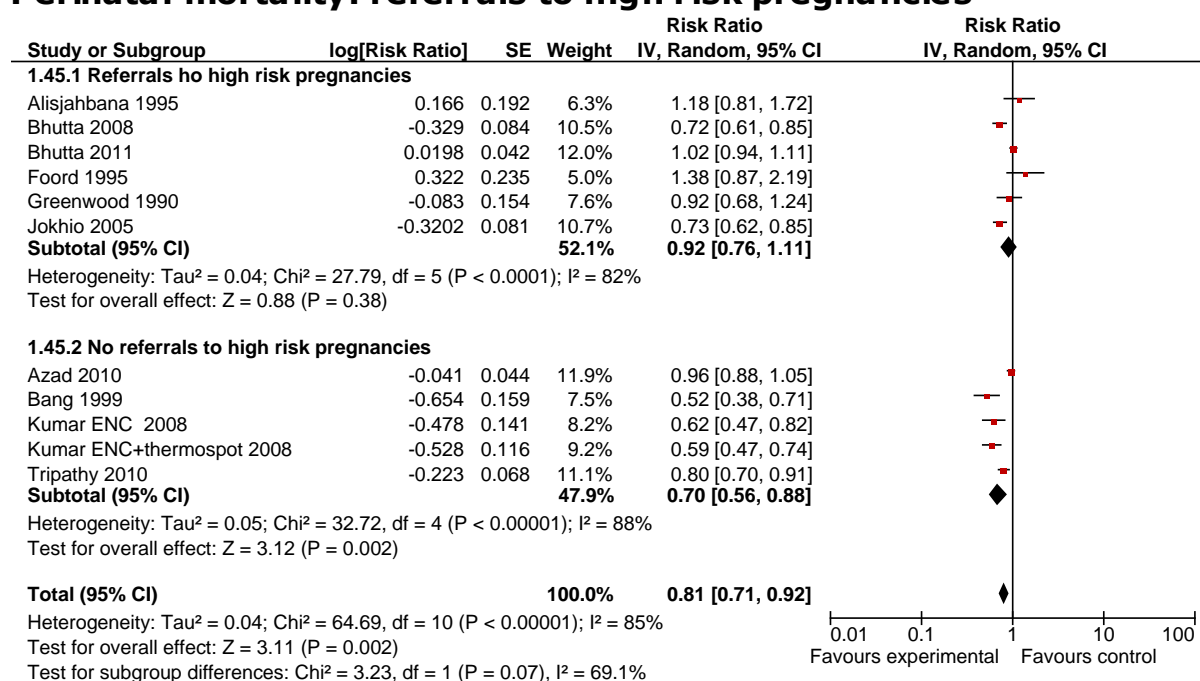 Perinatal mortality: referrals to high risk pregnancies
Risk Ratio Risk Ratio
Study or Subgroup log[Risk Ratio] SE Weight IV, Random, 95% CI IV, Random, 95% CI
1.45.1 Referrals ho high risk pregnancies
Alisjahbana 1995 0.166 0.192 6.3% 1.18 [0.81, 1.72]
Bhutta 2008 -0.329 0.084 10.5% 0.72 [0.61, 0.85]
Bhutta 2011 0.0198 0.042 12.0% 1.02 [0.94, 1.11]
Foord 1995 0.322 0.235 5.0% 1.38 [0.87, 2.19]
Greenwood 1990 -0.083 0.154 7.6% 0.92 [0.68, 1.24]
Jokhio 2005 -0.3202 0.081 10.7% 0.73 [0.62, 0.85]
Subtotal (95% CI) 52.1% 0.92 [0.76, 1.11]
Heterogeneity: Tau² = 0.04; Chi² = 27.79, df = 5 (P < 0.0001); I² = 82%
Test for overall effect: Z = 0.88 (P = 0.38)
1.45.2 No referrals to high risk pregnancies
Azad 2010 -0.041 0.044 11.9% 0.96 [0.88, 1.05]
Bang 1999 -0.654 0.159 7.5% 0.52 [0.38, 0.71]
Kumar ENC 2008 -0.478 0.141 8.2% 0.62 [0.47, 0.82]
Kumar ENC+thermospot 2008 -0.528 0.116 9.2% 0.59 [0.47, 0.74]
Tripathy 2010 -0.223 0.068 11.1% 0.80 [0.70, 0.91]
Subtotal (95% CI) 47.9% 0.70 [0.56, 0.88]
Heterogeneity: Tau² = 0.05; Chi² = 32.72, df = 4 (P < 0.00001); I² = 88%
Test for overall effect: Z = 3.12 (P = 0.002)
Total (95% CI) 100.0% 0.81 [0.71, 0.92]
Heterogeneity: Tau² = 0.04; Chi² = 64.69, df = 10 (P < 0.00001); I² = 85%
Test for overall effect: Z = 3.11 (P = 0.002)
Test for subgroup differences: Chi² = 3.23, df = 1 (P = 0.07), I² = 69.1%
0.01 0.1 1 10 100
Favours experimental Favours control